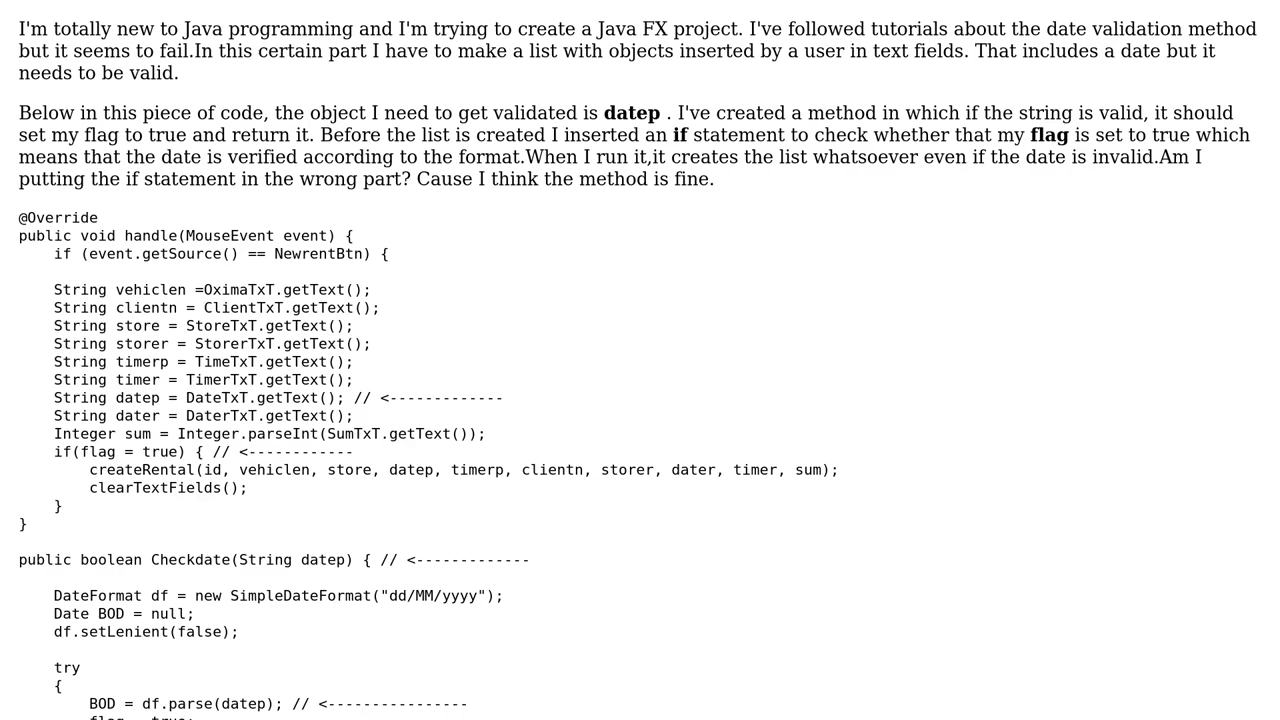 I'm totally new to Java programming and I'm trying to create a Java FX project. I've followed tutorials about the date validation method
but it seems to fail.In this certain part I have to make a list with objects inserted by a user in text fields. That includes a date but it
needs to be valid.
Below in this piece of code, the object I need to get validated is datep . I've created a method in which if the string is valid, it should
set my flag to true and return it. Before the list is created I inserted an if statement to check whether that my flag is set to true which
means that the date is verified according to the format.When I run it,it creates the list whatsoever even if the date is invalid.Am I
putting the if statement in the wrong part? Cause I think the method is fine.
@Override
public void handle(MouseEvent event) {
    if (event.getSource() == NewrentBtn) {
    String vehiclen =OximaTxT.getText();
    String clientn = ClientTxT.getText();
    String store = StoreTxT.getText();
    String storer = StorerTxT.getText();
    String timerp = TimeTxT.getText();
    String timer = TimerTxT.getText();
    String datep = DateTxT.getText(); // <-------------
    String dater = DaterTxT.getText();
    Integer sum = Integer.parseInt(SumTxT.getText());
    if(flag = true) { // <------------
        createRental(id, vehiclen, store, datep, timerp, clientn, storer, dater, timer, sum);
        clearTextFields();
    }
}
public boolean Checkdate(String datep) { // <-------------
    DateFormat df = new SimpleDateFormat("dd/MM/yyyy");
    Date BOD = null;
    df.setLenient(false);
    try
    {
        BOD = df.parse(datep); // <----------------
        flag = true;